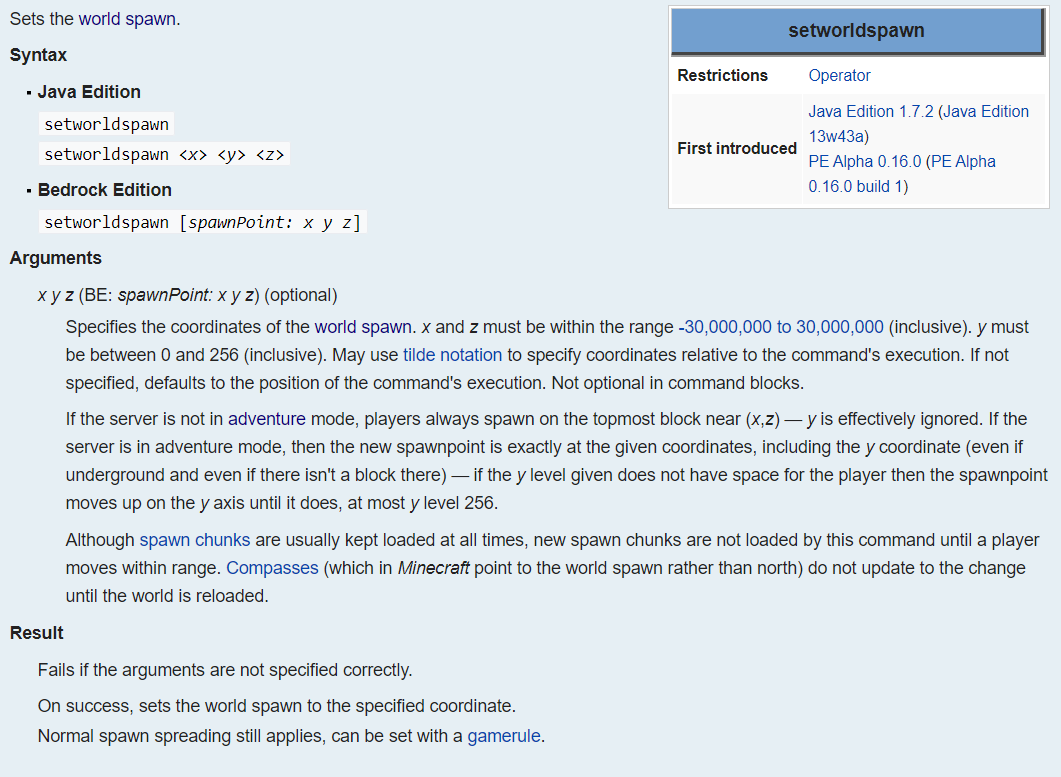 Sets the world spawn.
Syntax
▪ Java Edition
setworldspawn
setworldspawn <x> <y> <z>
▪ Bedrock Edition
setworldspawn [spawnPoint: x y z]
setworldspawn
Restrictions Operator
First introduced Java Edition 1.7.2 (Java Edition
13w43a)
PE Alpha 0.16.0 (PE Alpha
0.16.0 build 1)
Arguments
x y z (BE: spawnPoint: x y z) (optional)
Specifies the coordinates of the world spawn. x and z must be within the range -30,000,000 to 30,000,000 (inclusive). y must
be between 0 and 256 (inclusive). May use tilde notation to specify coordinates relative to the command's execution. If not
specified, defaults to the position of the command's execution. Not optional in command blocks.
If the server is not in adventure mode, players always spawn on the topmost block near (x,z) — y is effectively ignored. If the
server is in adventure mode, then the new spawnpoint is exactly at the given coordinates, including the y coordinate (even if
underground and even if there isn't a block there) — if the y level given does not have space for the player then the spawnpoint
moves up on the y axis until it does, at most y level 256.
Although spawn chunks are usually kept loaded at all times, new spawn chunks are not loaded by this command until a player
moves within range. Compasses (which in Minecraft point to the world spawn rather than north) do not update to the change
until the world is reloaded.
Result
Fails if the arguments are not specified correctly.
On success, sets the world spawn to the specified coordinate.
Normal spawn spreading still applies, can be set with a gamerule.